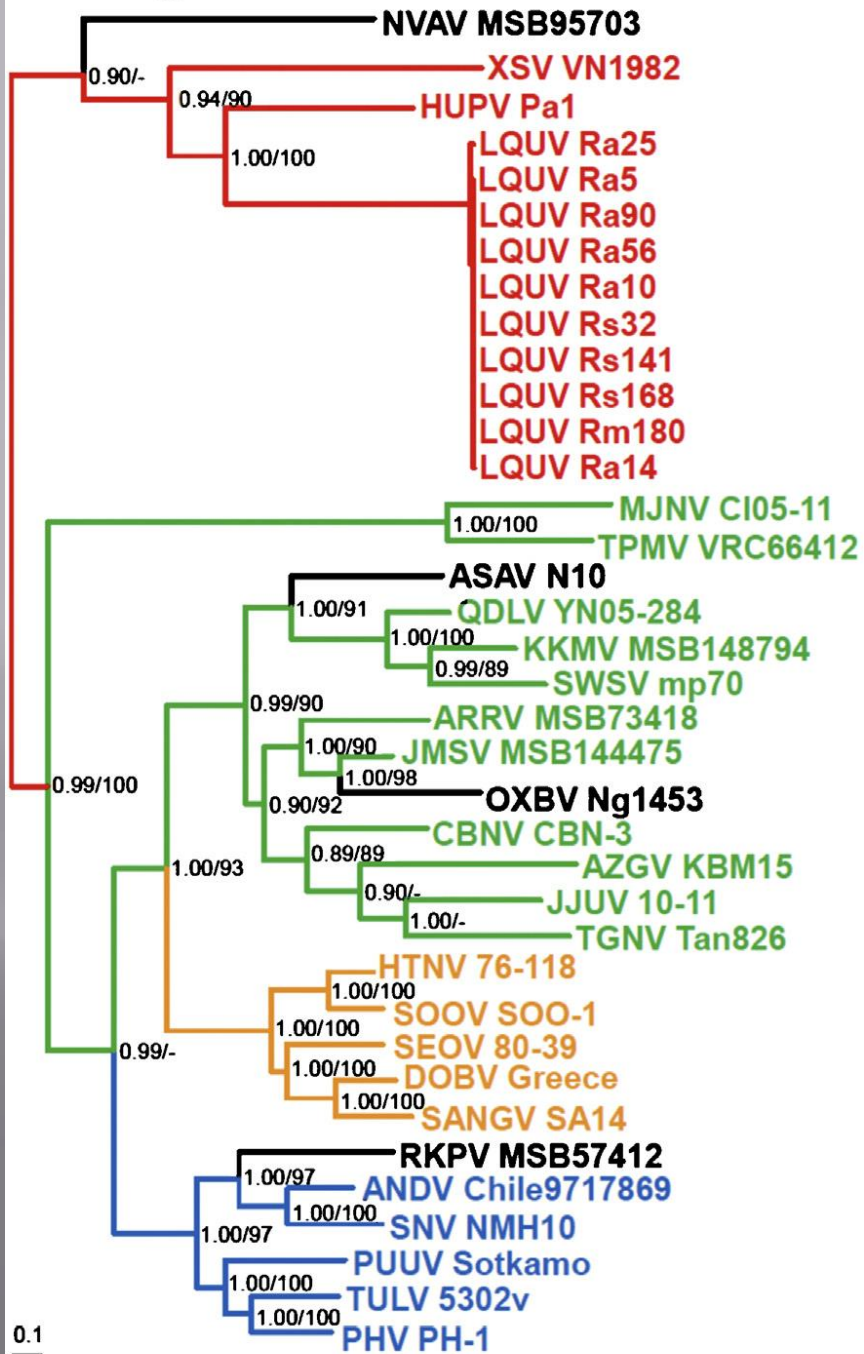 NVAV MSB95703
0.90/-
XSV VN1982
0.94/90
HUPV Pa1
1.00/100
LQUV Ra25
LQUV Ra5
LQUV Ra90
LQUV Ra56
LQUV Ra10
LQUV Rs32
LQUV Rs141
LQUV Rs168
LQUV Rm180
LQUV Ra14
MJNV CI05-11
1.00/100
TPMV VRC66412
ASAV N10
1.00/91
QDLV YN05-284
1.00/100
KKMV MSB148794
0.99/89
SWSV mp70
0.99/90
ARRV MSB73418
1.00/90
JMSV MSB144475
1.00/98
0.99/100
OXBV Ng1453
0.90/92
CBNV CBN-3
0.89/89
1.00/93
AZGV KBM15
0.90/-
JJUV 10-11
1.00/-
TGNV Tan826
HTNV 76-118
1.00/100
SOOV SOO-1
1.00/100
SEOV 80-39
0.99/-
1.00/100
DOBV Greece
1.00/100
SANGV SA14
RKPV MSB57412
1.00/97
ANDV Chile9717869
1.00/100
SNV NMH10
1.00/97
PUUV Sotkamo
1.00/100
TULV 5302v
1.00/100
0.1
PHV PH-1